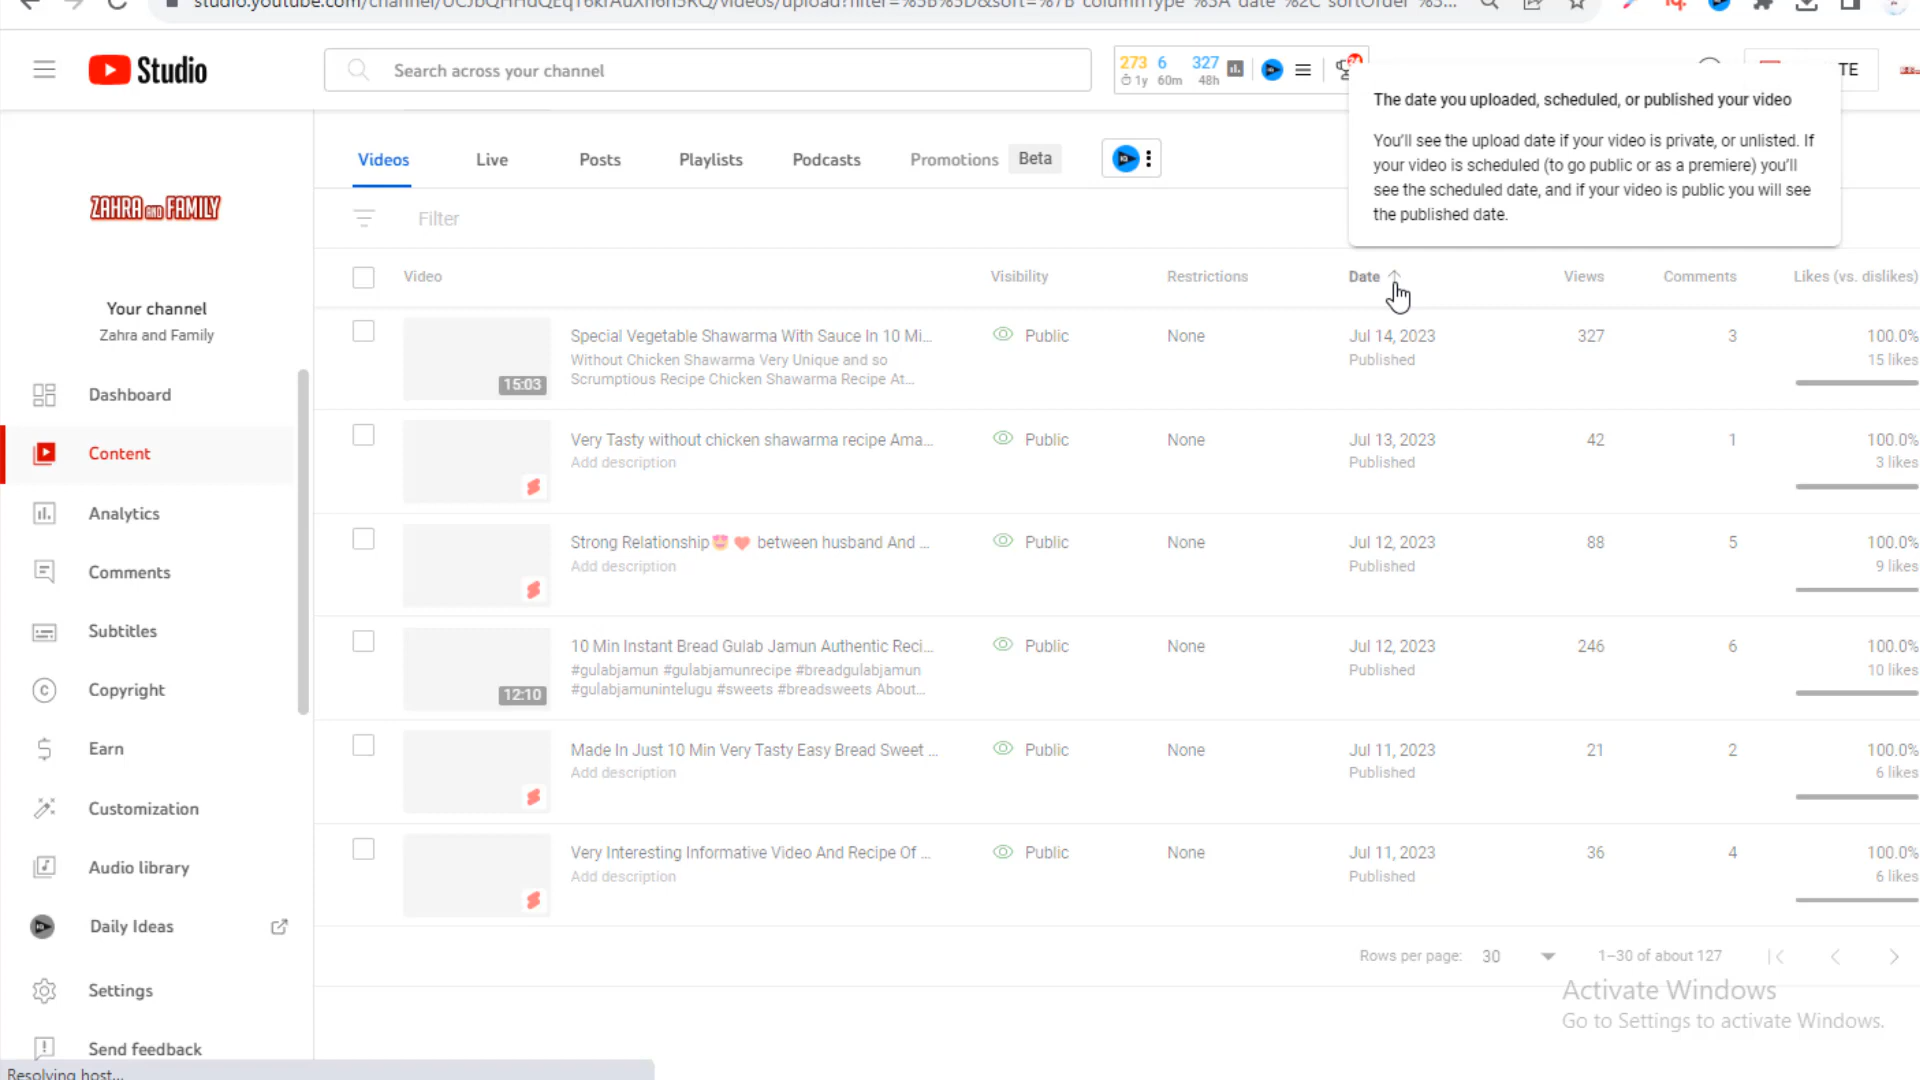 Studio
Search across your channel
273 6 327
1y 60m 48h
TE
The date you uploaded, scheduled, or published your video
You'll see the upload date if your video is private, or unlisted. If
your video is scheduled (to go public or as a premiere) you'll
see the scheduled date, and if your video is public you will see
the published date.
Videos Live Posts Playlists Podcasts Promotions Beta
Filter
ZAHRA AND FAMILY
Your channel
Zahra and Family
Dashboard
Content
Analytics
Comments
Subtitles
Copyright
Earn
Customization
Audio library
Daily Ideas
Settings
Send feedback
Video Visibility Restrictions Date Views Comments Likes (vs. dislikes)
Special Vegetable Shawarma With Sauce In 10 Mi... Public None Jul 14, 2023 327 3 100.0%
Without Chicken Shawarma Very Unique and so Published 15 likes
Scrumptious Recipe Chicken Shawarma Recipe At...
15:03
Very Tasty without chicken shawarma recipe Ama... Public None Jul 13, 2023 42 1 100.0%
Add description Published 3 likes
Strong Relationship😍❤️ between husband And ... Public None Jul 12, 2023 88 5 100.0%
Add description Published 9 likes
10 Min Instant Bread Gulab Jamun Authentic Reci... Public None Jul 12, 2023 246 6 100.0%
#gulabjamun #gulabjamunrecipe #breadgulabjamun Published 10 likes
#gulabjamunintelugu #sweets #breadsweets About...
12:10
Made In Just 10 Min Very Tasty Easy Bread Sweet ... Public None Jul 11, 2023 21 2 100.0%
Add description Published 6 likes
Very Interesting Informative Video And Recipe Of ... Public None Jul 11, 2023 36 4 100.0%
Add description Published 6 likes
Rows per page: 30 1–30 of about 127
Activate Windows
Go to Settings to activate Windows.
Resolving host...